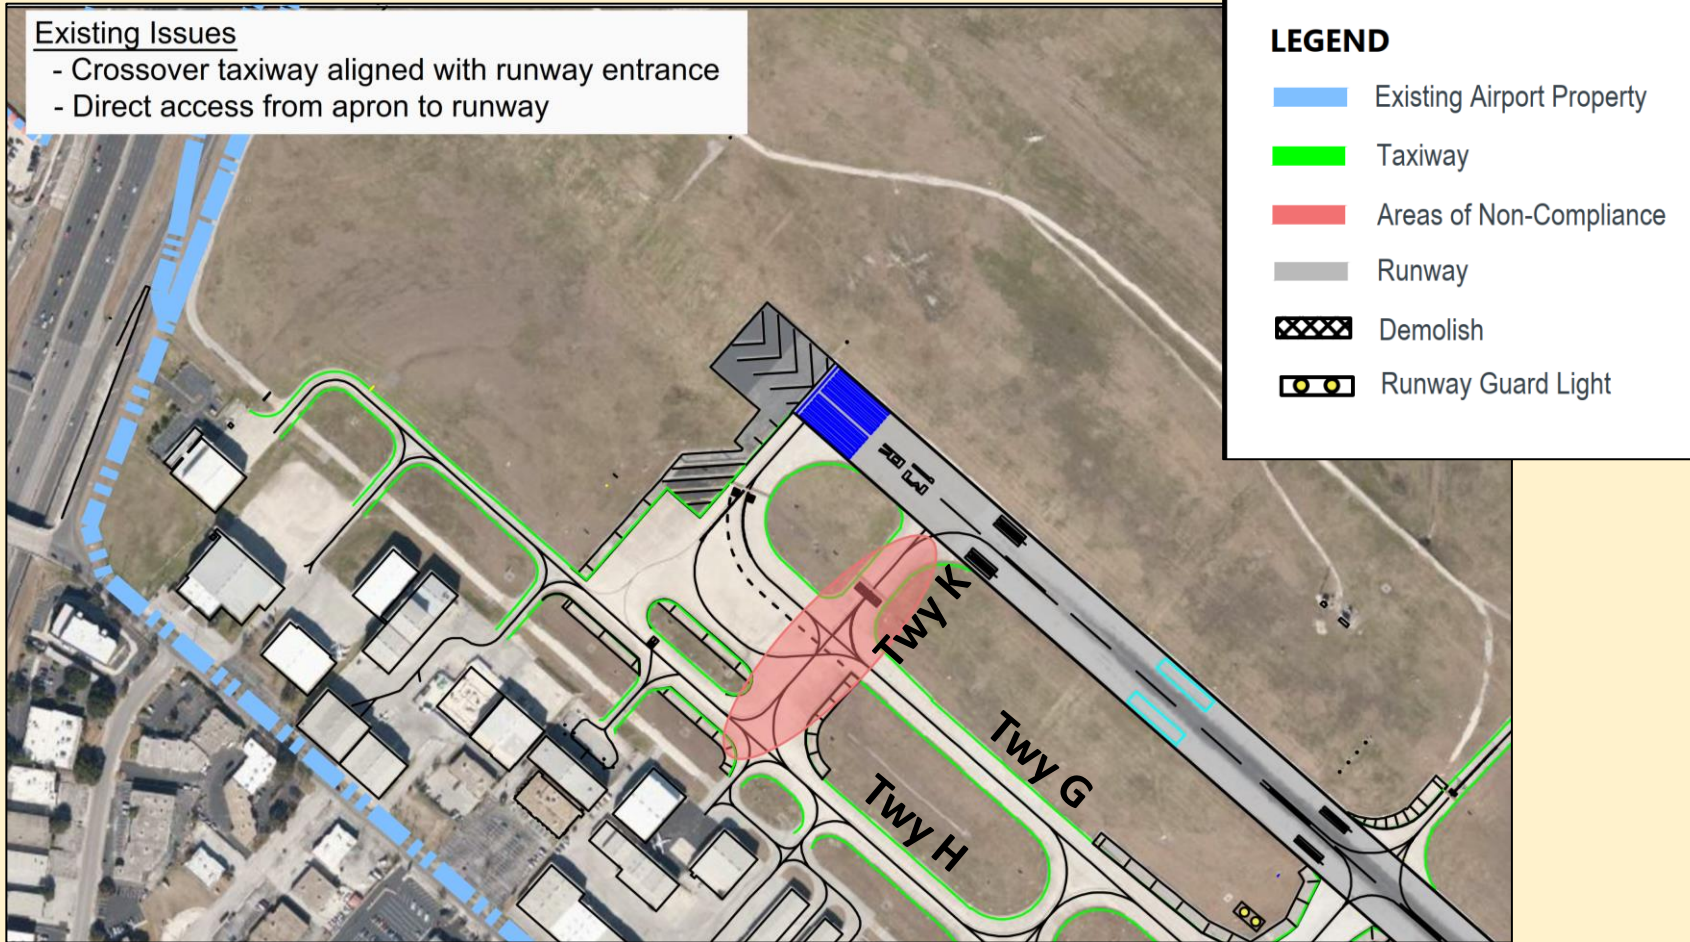 Existing Issues
- Crossover taxiway aligned with runway entrance
- Direct access from apron to runway
LEGEND
Existing Airport Property
Taxiway
Areas of Non-Compliance
Runway
Demolish
Runway Guard Light
Twy K
Twy G
Twy H